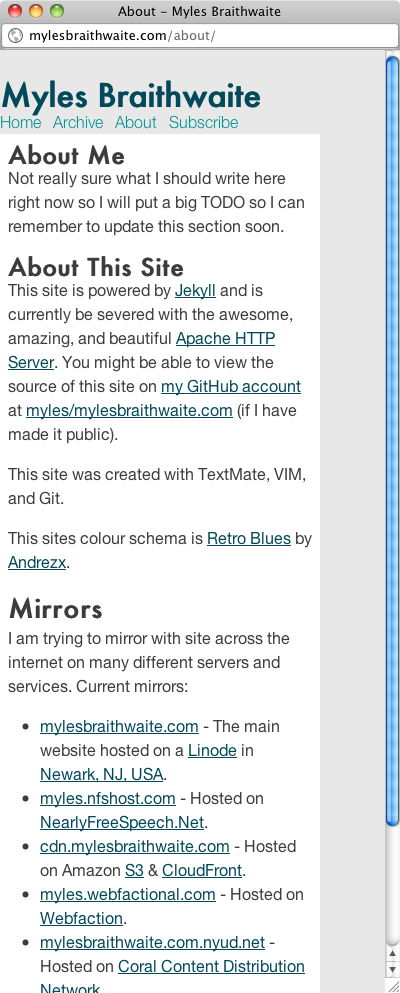 About – Myles Braithwaite
mylesbraithwaite.com/about/
Myles Braithwaite
Home Archive About Subscribe
About Me
Not really sure what I should write here
right now so I will put a big TODO so I can
remember to update this section soon.
About This Site
This site is powered by Jekyll and is
currently be severed with the awesome,
amazing, and beautiful Apache HTTP
Server. You might be able to view the
source of this site on my GitHub account
at myles/mylesbraithwaite.com (if I have
made it public).
This site was created with TextMate, VIM,
and Git.
This sites colour schema is Retro Blues by
Andrezx.
Mirrors
I am trying to mirror with site across the
internet on many different servers and
services. Current mirrors:
• mylesbraithwaite.com - The main
website hosted on a Linode in
Newark, NJ, USA.
• myles.nfshost.com - Hosted on
NearlyFreeSpeech.Net.
• cdn.mylesbraithwaite.com - Hosted
on Amazon S3 & CloudFront.
• myles.webfactional.com - Hosted on
Webfaction.
• mylesbraithwaite.com.nyud.net -
Hosted on Coral Content Distribution
Network